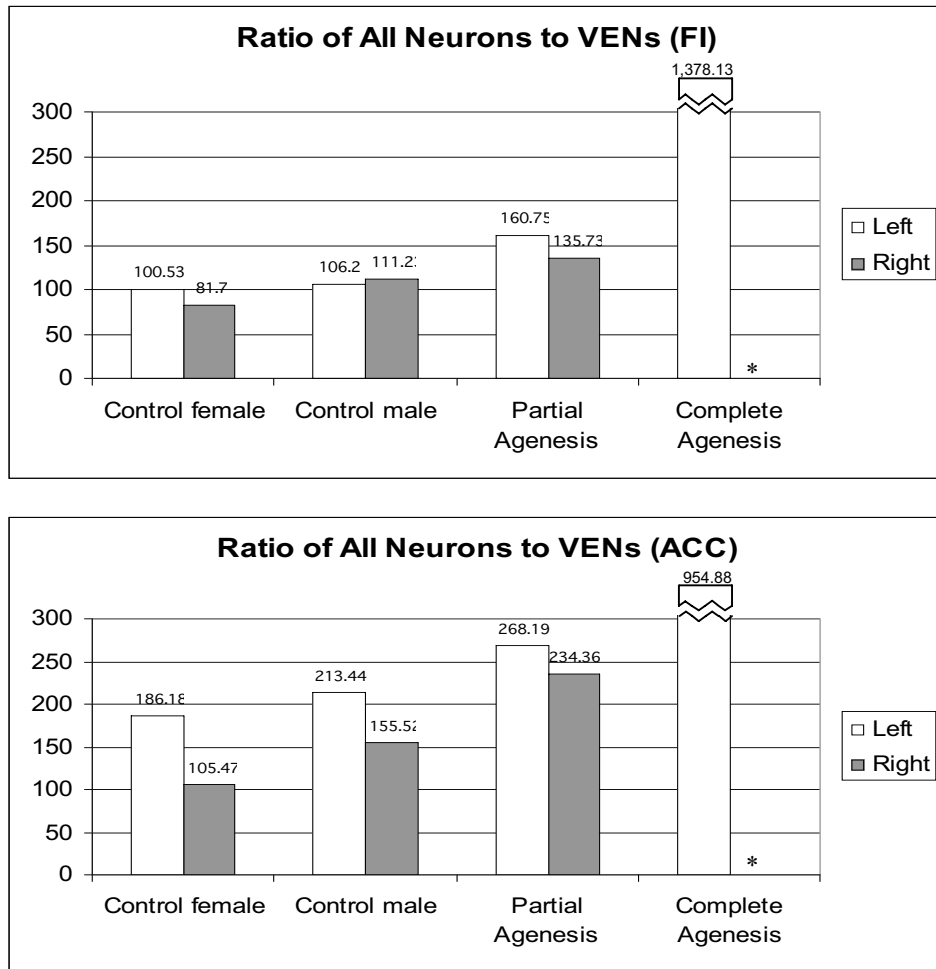 Ratio of All Neurons to VENs (FI)
1,378.13
300
250
200
150
100
50
0
100.53
81.7
106.2
111.2
160.75
135.73
*
Control female
Control male
Partial
Agenesis
Complete
Agenesis
Left
Right
Ratio of All Neurons to VENs (ACC)
954.88
300
250
200
150
100
50
0
186.18
105.47
213.44
155.52
268.19
234.36
*
Control female
Control male
Partial
Agenesis
Complete
Agenesis
Left
Right